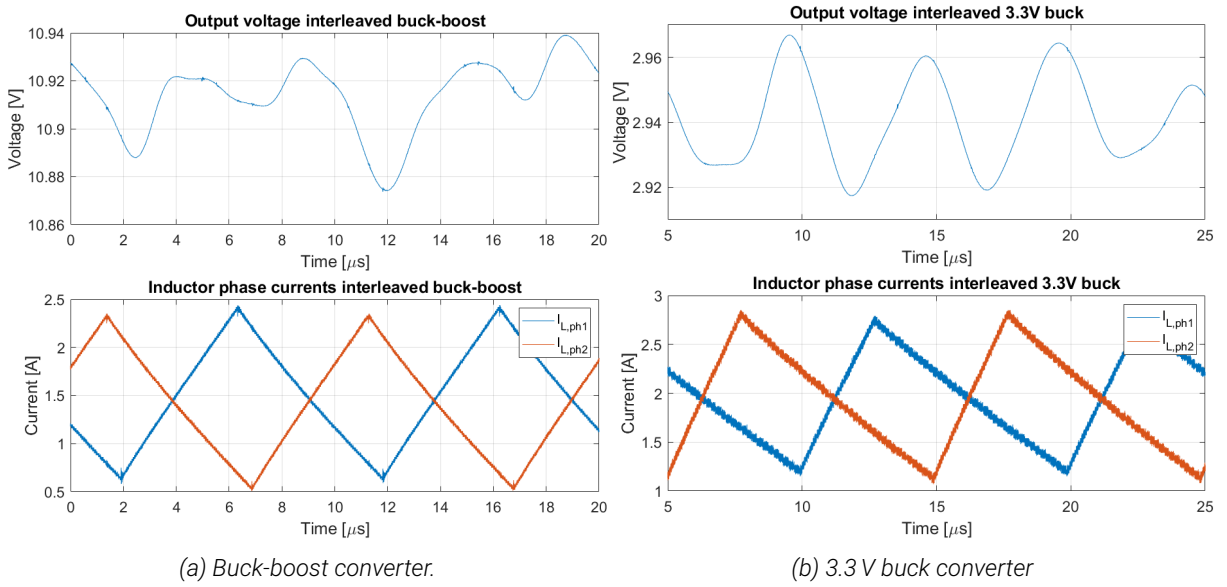 Output voltage interleaved buck-boost
10.94
10.92
10.9
10.88
10.86
Voltage [V]
0 2 4 6 8 10 12 14 16 18 20
Time [μs]
Inductor phase currents interleaved buck-boost
2.5
2
1.5
1
0.5
Current [A]
I_L,ph1
I_L,ph2
0 2 4 6 8 10 12 14 16 18 20
Time [μs]
(a) Buck-boost converter.
Output voltage interleaved 3.3V buck
2.96
2.94
2.92
Voltage [V]
5 10 15 20 25
Time [μs]
Inductor phase currents interleaved 3.3V buck
3
2.5
2
1.5
1
Current [A]
I_L,ph1
I_L,ph2
5 10 15 20 25
Time [μs]
(b) 3.3 V buck converter